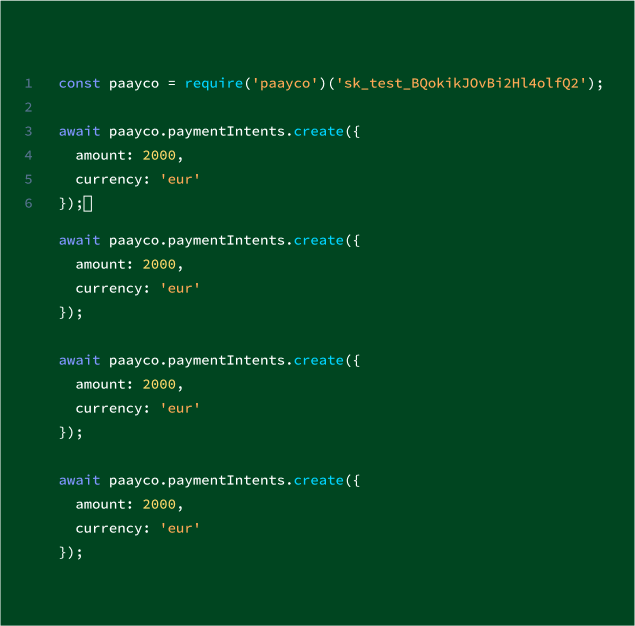 1 const paayco = require('paayco')('sk_test_BQokikJOvBi2Hl4olfQ2');
2
3 await paayco.paymentIntents.create({
4 amount: 2000,
5 currency: 'eur'
6 });
await paayco.paymentIntents.create({
amount: 2000,
currency: 'eur'
});
await paayco.paymentIntents.create({
amount: 2000,
currency: 'eur'
});
await paayco.paymentIntents.create({
amount: 2000,
currency: 'eur'
});